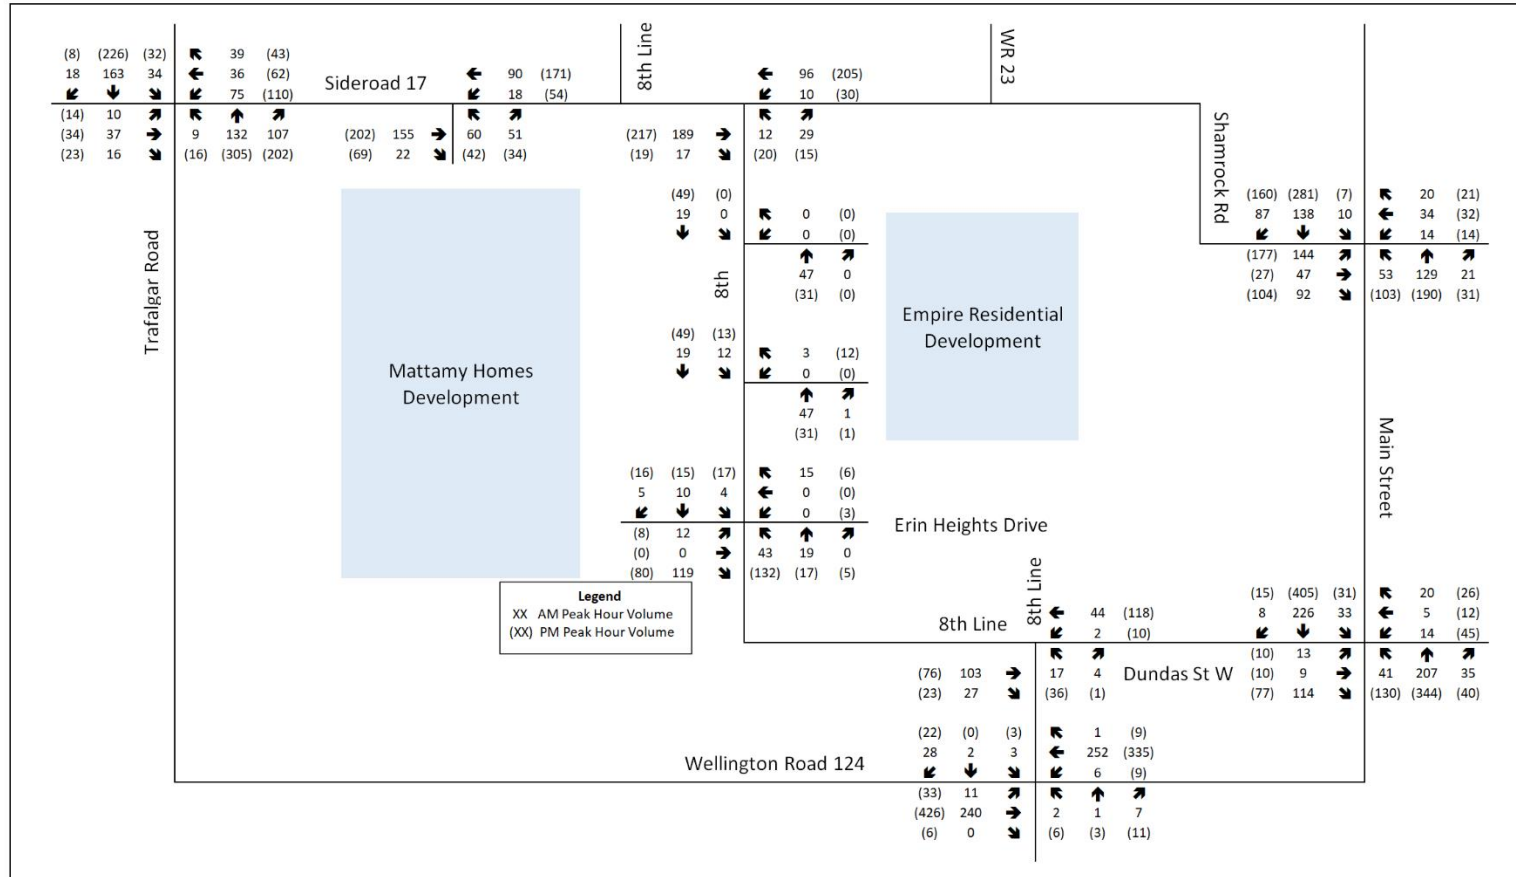 (8) (226) (32) 39 (43)
18 163 34 36 (62)
75 (110)
(14) 10
(34) 37 9 132 107
(23) 16 (16) (305) (202)
Sideroad 17
90 (171)
18 (54)
(202) 155 60 51
(69) 22 (42) (34)
8th Line
96 (205)
10 (30)
(217) 189 12 29
(19) 17 (20) (15)
WR 23
Shamrock Rd
(160) (281) (7) 20 (21)
87 138 10 34 (32)
14 (14)
(177) 144
(27) 47 53 129 21
(104) 92 (103) (190) (31)
Trafalgar Road
Mattamy Homes
Development
(49) (0)
19 0 0 (0)
0 (0)
47 0
(31) (0)
8th
Empire Residential
Development
(49) (13)
19 12 3 (12)
0 (0)
47 1
(31) (1)
Main Street
(16) (15) (17) 15 (6)
5 10 4 0 (0)
0 (3)
Erin Heights Drive
(8) 12
(0) 0 43 19 0
(80) 119 (132) (17) (5)
Legend
XX AM Peak Hour Volume
(XX) PM Peak Hour Volume
8th Line
8th Line
44 (118)
2 (10)
(76) 103 17 4
(23) 27 (36) (1)
Dundas St W
(15) (405) (31) 20 (26)
8 226 33 5 (12)
14 (45)
(10) 13
(10) 9 41 207 35
(77) 114 (130) (344) (40)
Wellington Road 124
(22) (0) (3) 1 (9)
28 2 3 252 (335)
6 (9)
(33) 11
(426) 240 2 1 7
(6) 0 (6) (3) (11)